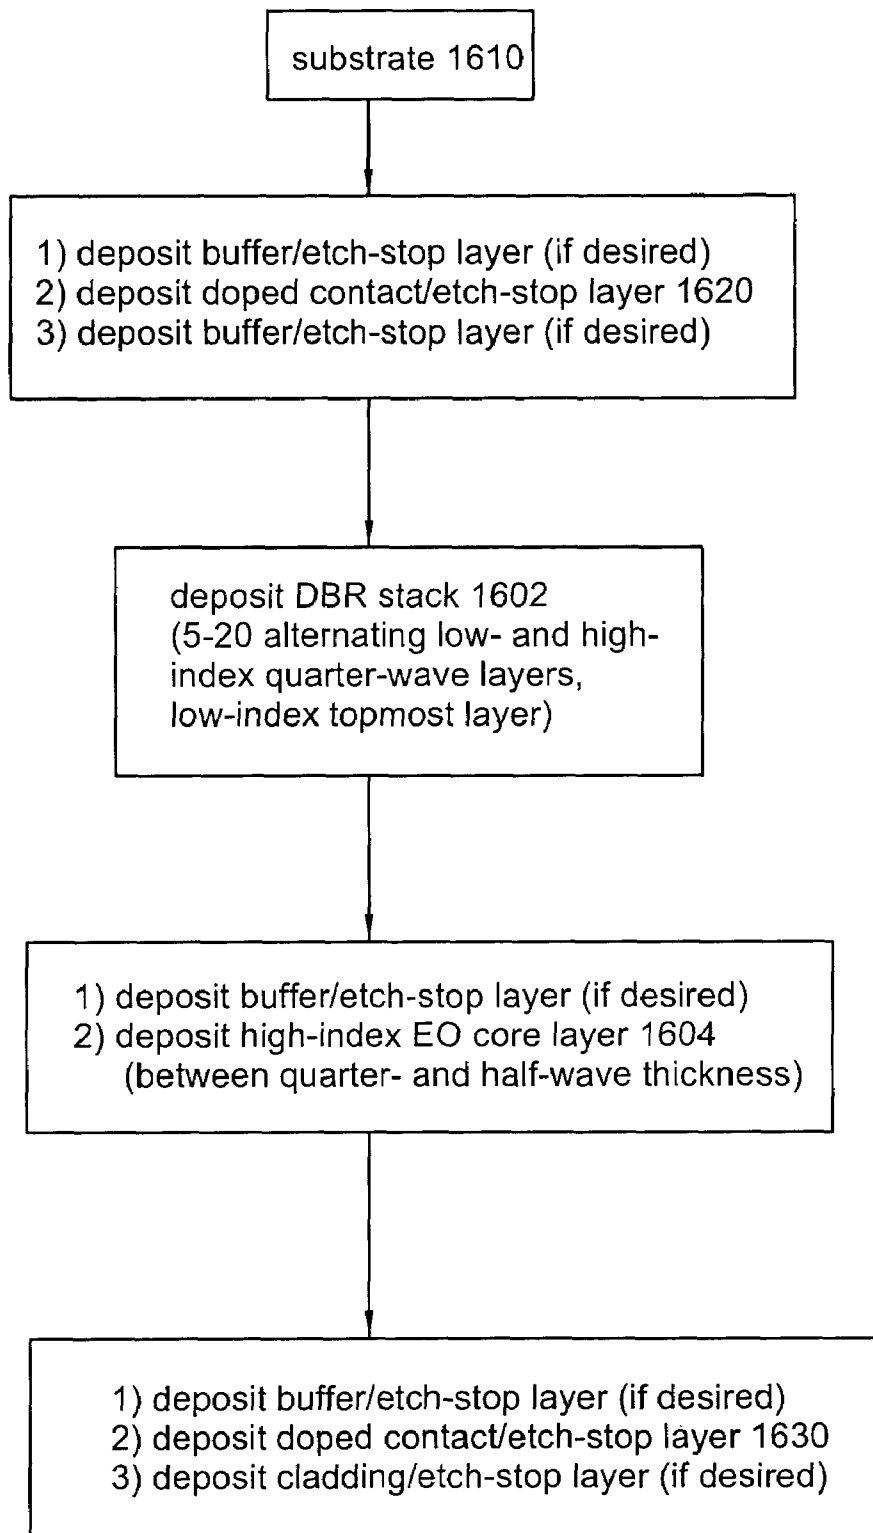 substrate 1610
1) deposit buffer/etch-stop layer (if desired)
2) deposit doped contact/etch-stop layer 1620
3) deposit buffer/etch-stop layer (if desired)
deposit DBR stack 1602
(5-20 alternating low- and high-
index quarter-wave layers,
low-index topmost layer)
1) deposit buffer/etch-stop layer (if desired)
2) deposit high-index EO core layer 1604
(between quarter- and half-wave thickness)
1) deposit buffer/etch-stop layer (if desired)
2) deposit doped contact/etch-stop layer 1630
3) deposit cladding/etch-stop layer (if desired)